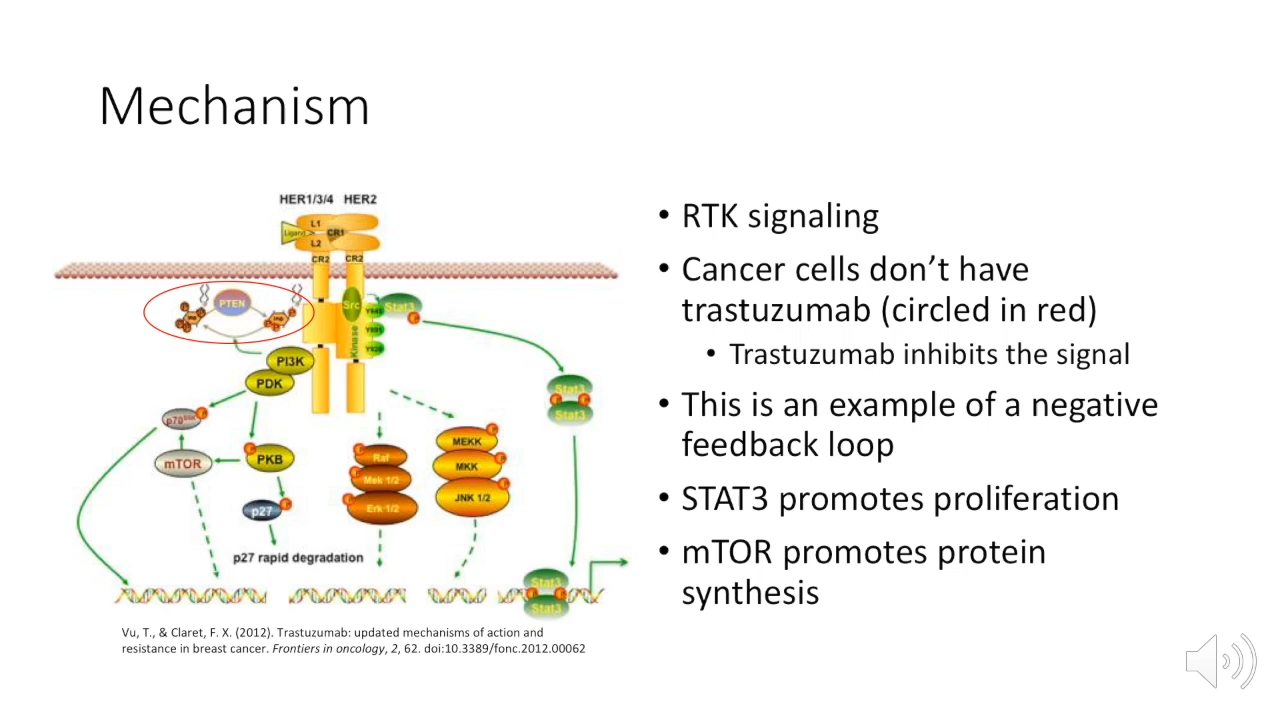 Mechanism
HER1/3/4 HER2
L1
Ligand
CR1
L2
CR2 CR2
PTEN
Src
Stat3
Kinase
PI3K
PDK
mTOR
PKB
p27
Raf
Mek 1/2
Erk 1/2
MEKK
MKK
JNK 1/2
Stat3
Stat3
p27 rapid degradation
Stat3
Stat3
Vu, T., & Claret, F. X. (2012). Trastuzumab: updated mechanisms of action and
resistance in breast cancer. Frontiers in oncology, 2, 62. doi:10.3389/fonc.2012.00062
• RTK signaling
• Cancer cells don’t have
trastuzumab (circled in red)
• Trastuzumab inhibits the signal
• This is an example of a negative
feedback loop
• STAT3 promotes proliferation
• mTOR promotes protein
synthesis